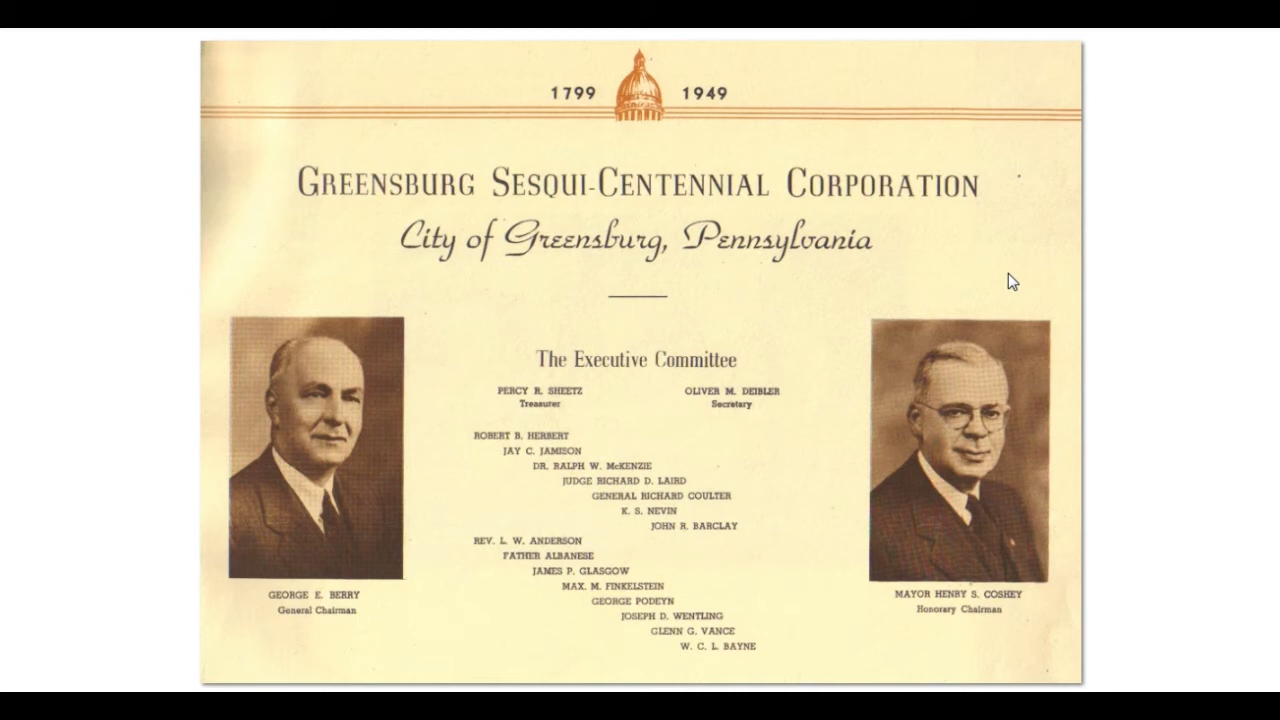 1799 1949
GREENSBURG SESQUI-CENTENNIAL CORPORATION
City of Greensburg, Pennsylvania
The Executive Committee
PERCY R. SHEETZ
Treasurer
OLIVER M. DEIBLER
Secretary
ROBERT B. HERBERT
JAY C. JAMISON
DR. RALPH W. McKENZIE
JUDGE RICHARD D. LAIRD
GENERAL RICHARD COULTER
K. S. NEVIN
JOHN R. BARCLAY
REV. L. W. ANDERSON
FATHER ALBANESE
JAMES P. GLASGOW
MAX. M. FINKELSTEIN
GEORGE PODEYN
JOSEPH D. WENTLING
GLENN G. VANCE
W. C. L. BAYNE
GEORGE E. BERRY
General Chairman
MAYOR HENRY S. COSHEY
Honorary Chairman